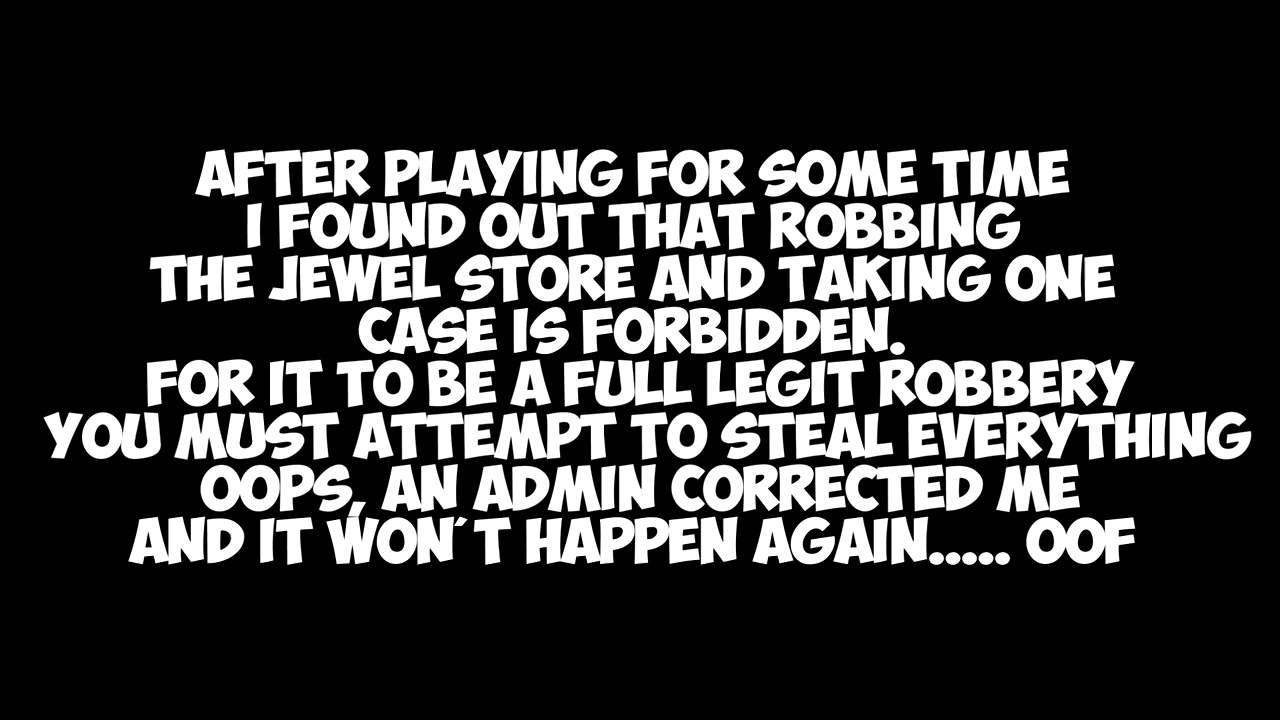 AFTER PLAYING FOR SOME TIME
I FOUND OUT THAT ROBBING
THE JEWEL STORE AND TAKING ONE
CASE IS FORBIDDEN.
FOR IT TO BE A FULL LEGIT ROBBERY
YOU MUST ATTEMPT TO STEAL EVERYTHING
OOPS, AN ADMIN CORRECTED ME
AND IT WON´T HAPPEN AGAIN..... OOF